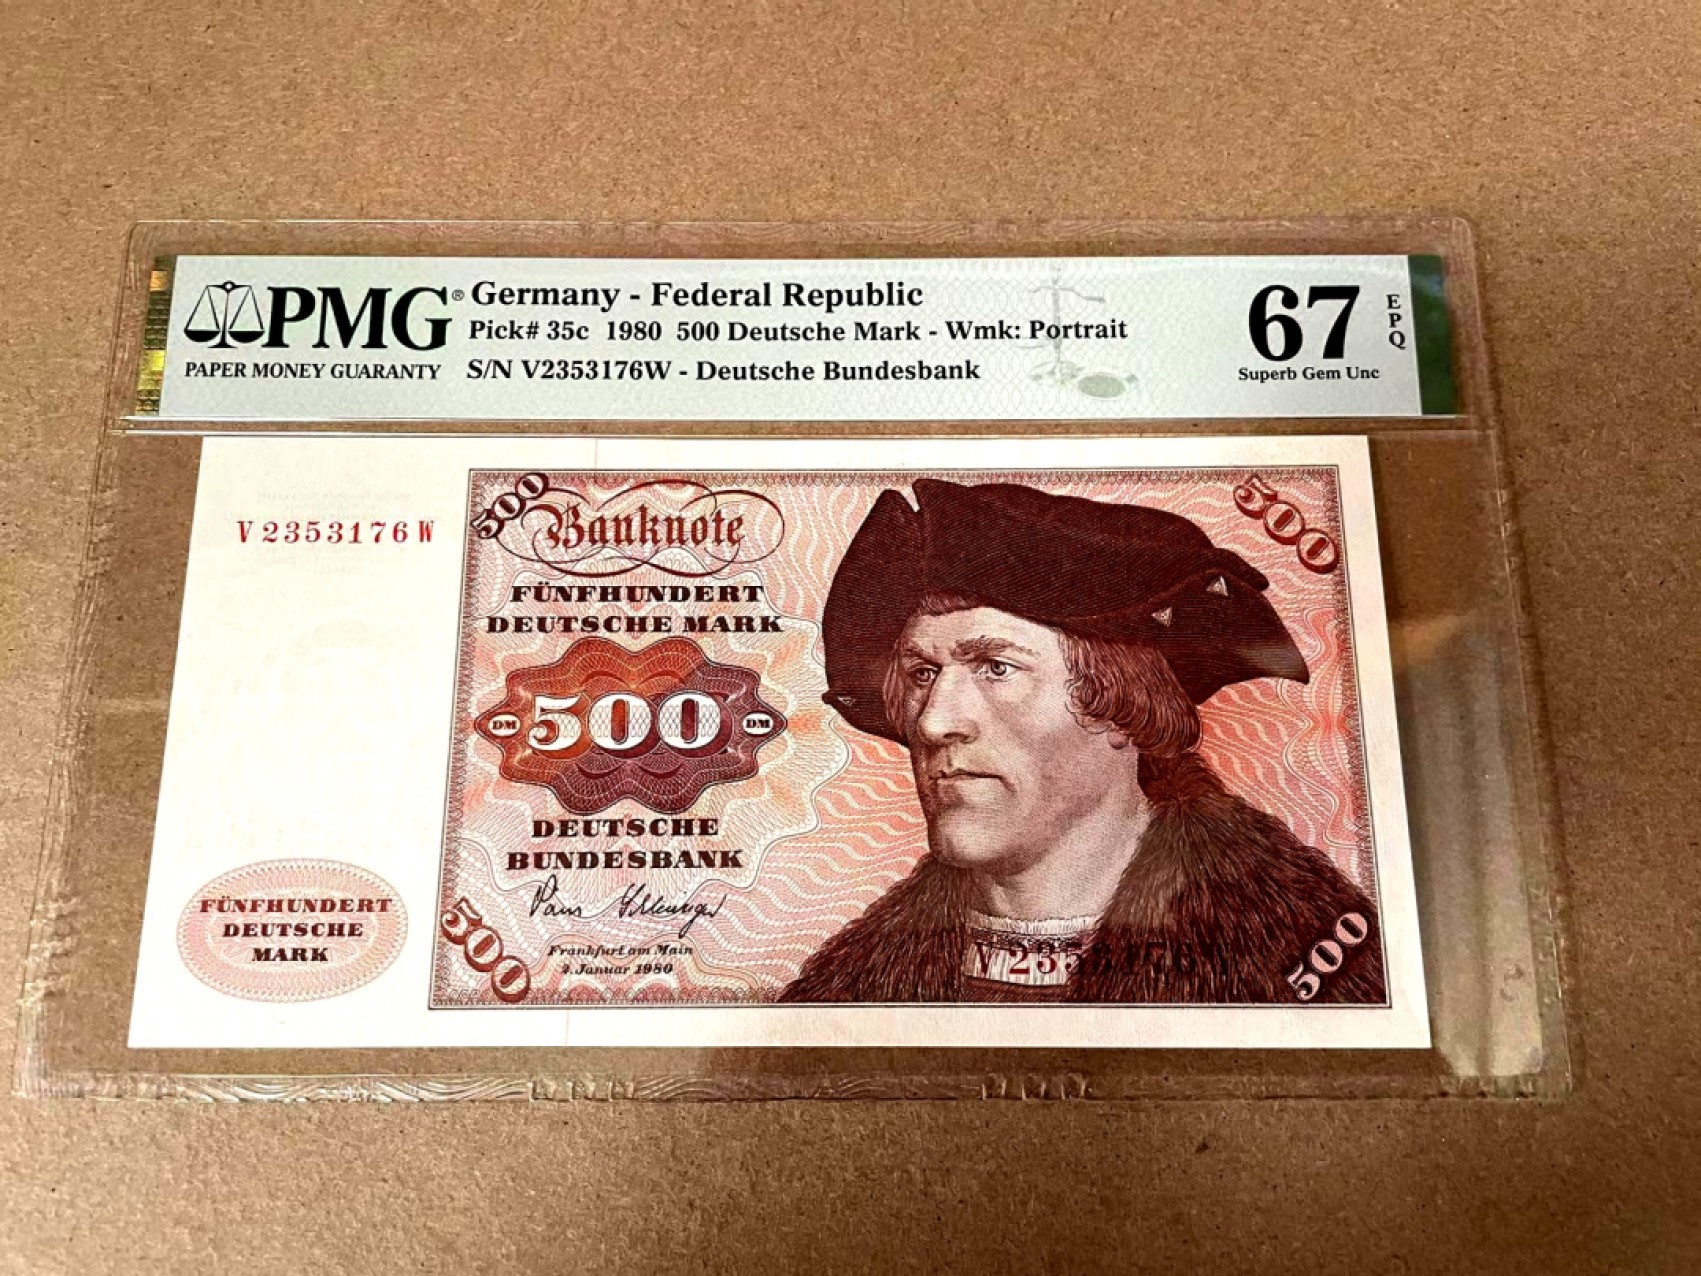 PMG®
PAPER MONEY GUARANTY
Germany - Federal Republic
Pick# 35c 1980 500 Deutsche Mark - Wmk: Portrait
S/N V2353176W - Deutsche Bundesbank
67
EPQ
Superb Gem Unc
V2353176W
500
Banknote
500
FÜNFHUNDERT
DEUTSCHE MARK
DM 500 DM
DEUTSCHE
BUNDESBANK
Frankfurt am Main
2. Januar 1980
FÜNFHUNDERT
DEUTSCHE
MARK
500
V2353176
500